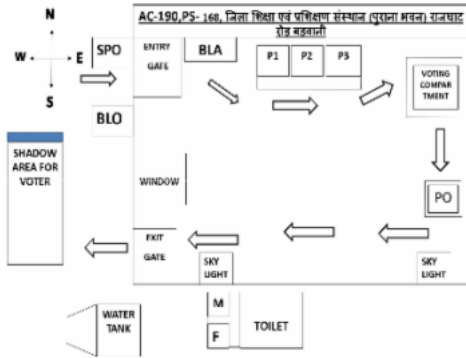 AC-190,PS- 168, जिला शिक्षा एवं प्रशिक्षण संस्थान (पुराना भवन) राजघाट
रोड बड़वानी
N
W
E
S
SPO
ENTRY
GATE
BLA
P1
P2
P3
VOTING
COMPAR
TMENT
BLO
SHADOW
AREA FOR
VOTER
WINDOW
PO
EXIT
GATE
SKY
LIGHT
SKY
LIGHT
WATER
TANK
M
F
TOILET